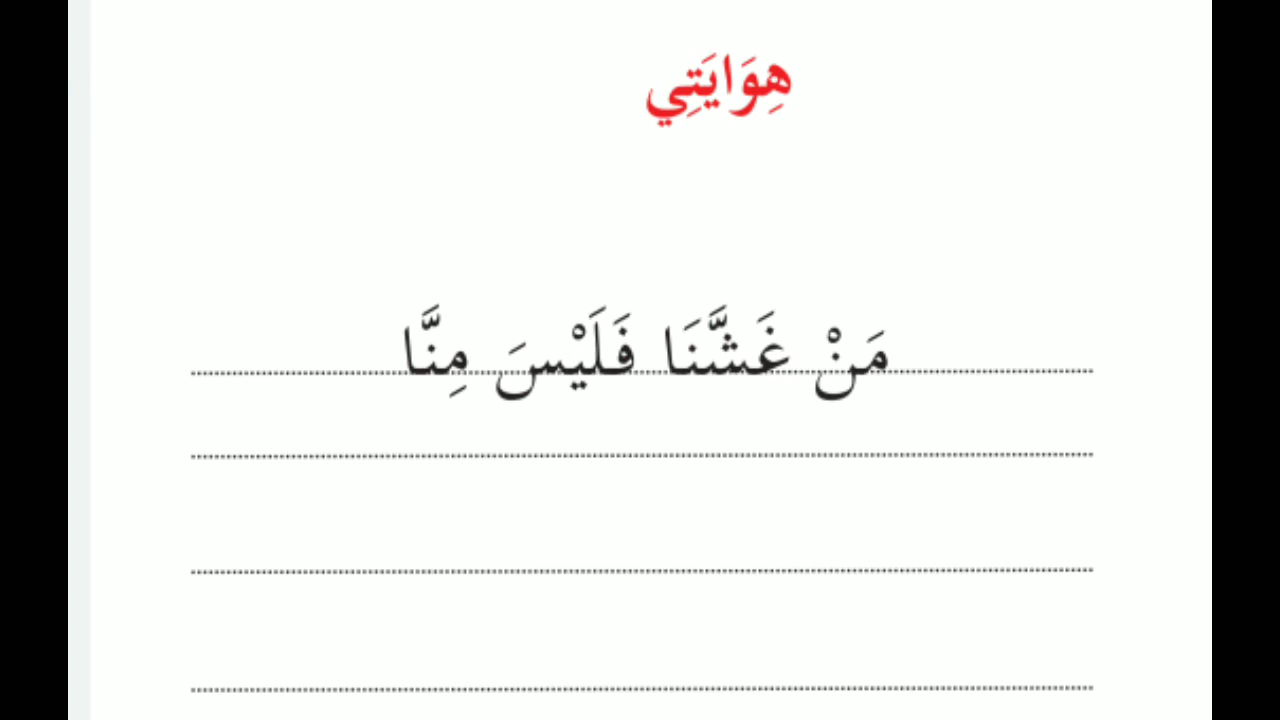 هِوَايَتِي
مَنْ غَشَّنَا فَلَيْسَ مِنَّا